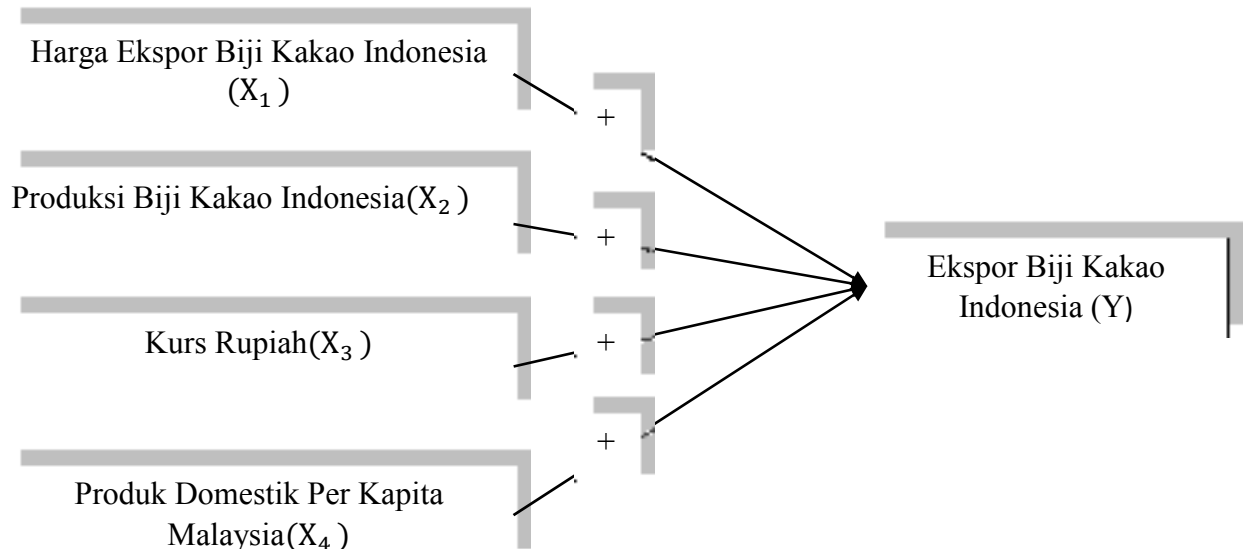 Harga Ekspor Biji Kakao Indonesia
(X₁ )
+
Produksi Biji Kakao Indonesia(X₂ )
+
Ekspor Biji Kakao
Indonesia (Y)
Kurs Rupiah(X₃ )
+
+
Produk Domestik Per Kapita
Malaysia(X₄ )